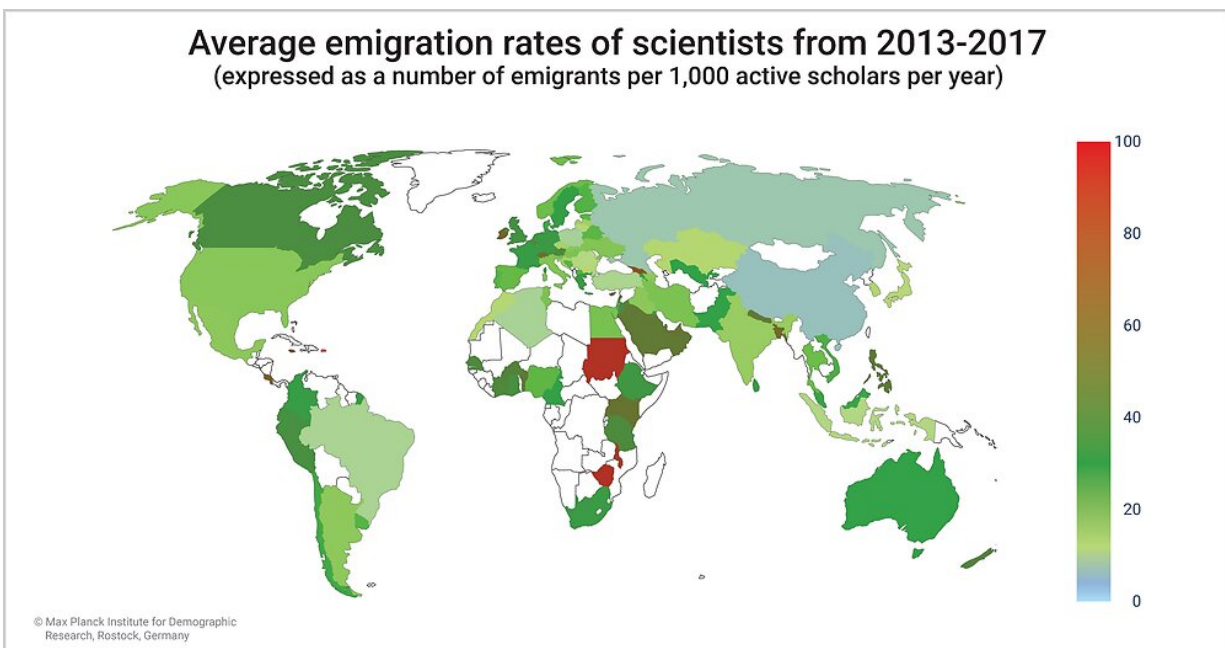 Average emigration rates of scientists from 2013-2017
(expressed as a number of emigrants per 1,000 active scholars per year)
100
80
60
40
20
0
© Max Planck Institute for Demographic
Research, Rostock, Germany